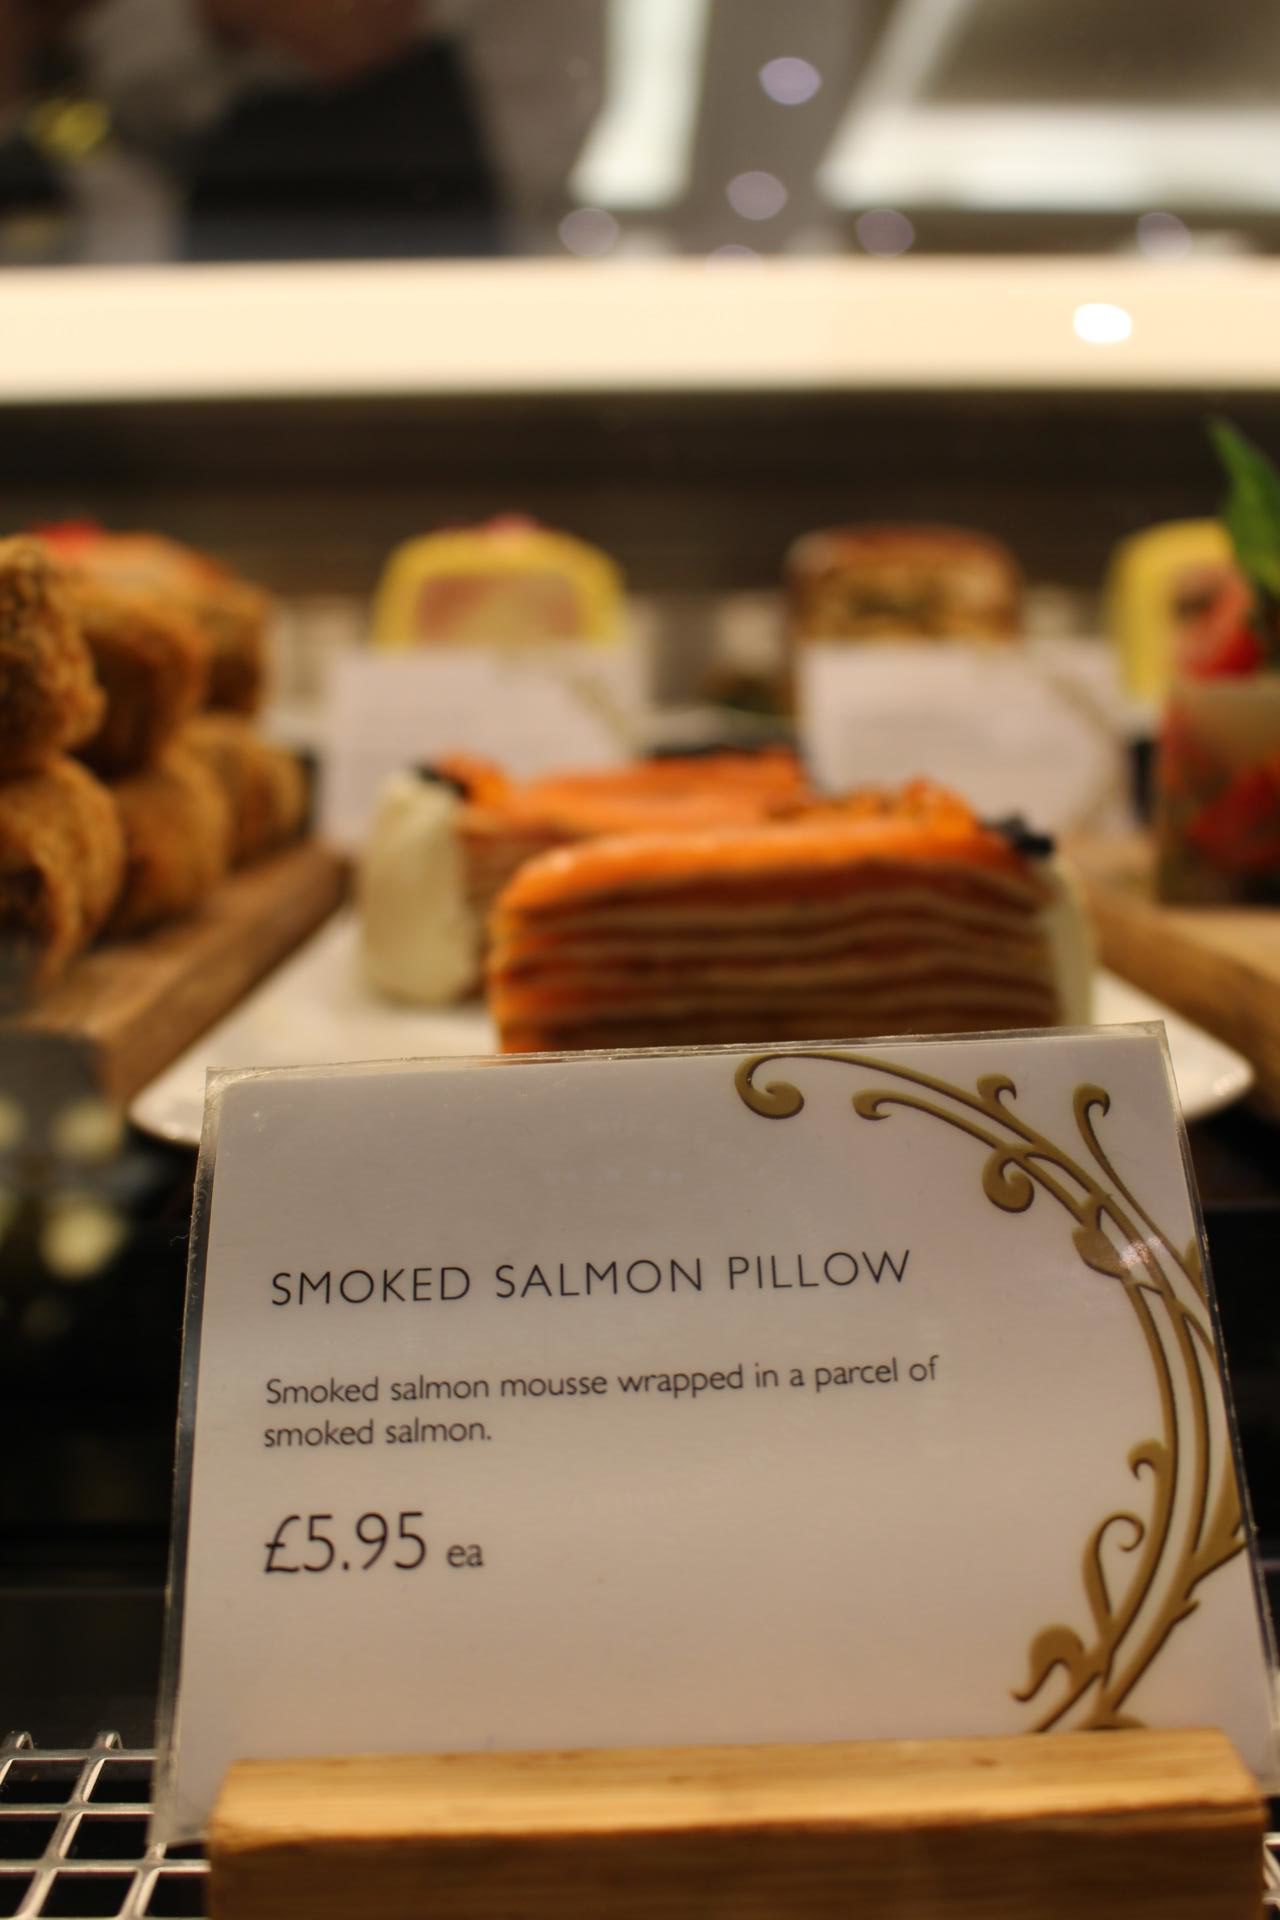 SMOKED SALMON PILLOW
Smoked salmon mousse wrapped in a parcel of
smoked salmon.
£5.95 ea